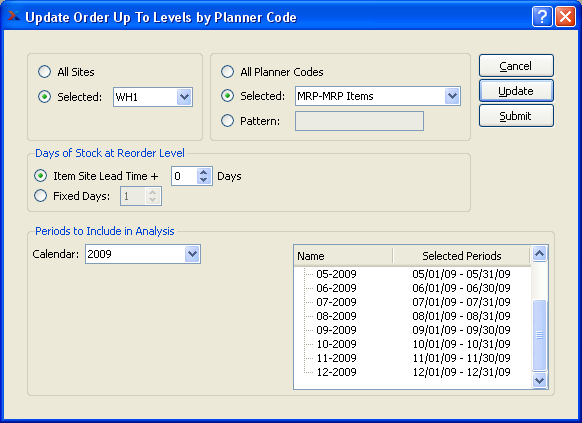 Update Order Up To Levels by Planner Code
All Sites
Selected: WH1
All Planner Codes
Selected: MRP-MRP Items
Pattern:
Cancel
Update
Submit
Days of Stock at Reorder Level
Item Site Lead Time + 0 Days
Fixed Days: 1
Periods to Include in Analysis
Calendar: 2009
Name Selected Periods
05-2009 05/01/09 - 05/31/09
06-2009 06/01/09 - 06/30/09
07-2009 07/01/09 - 07/31/09
08-2009 08/01/09 - 08/31/09
09-2009 09/01/09 - 09/30/09
10-2009 10/01/09 - 10/31/09
11-2009 11/01/09 - 11/30/09
12-2009 12/01/09 - 12/31/09